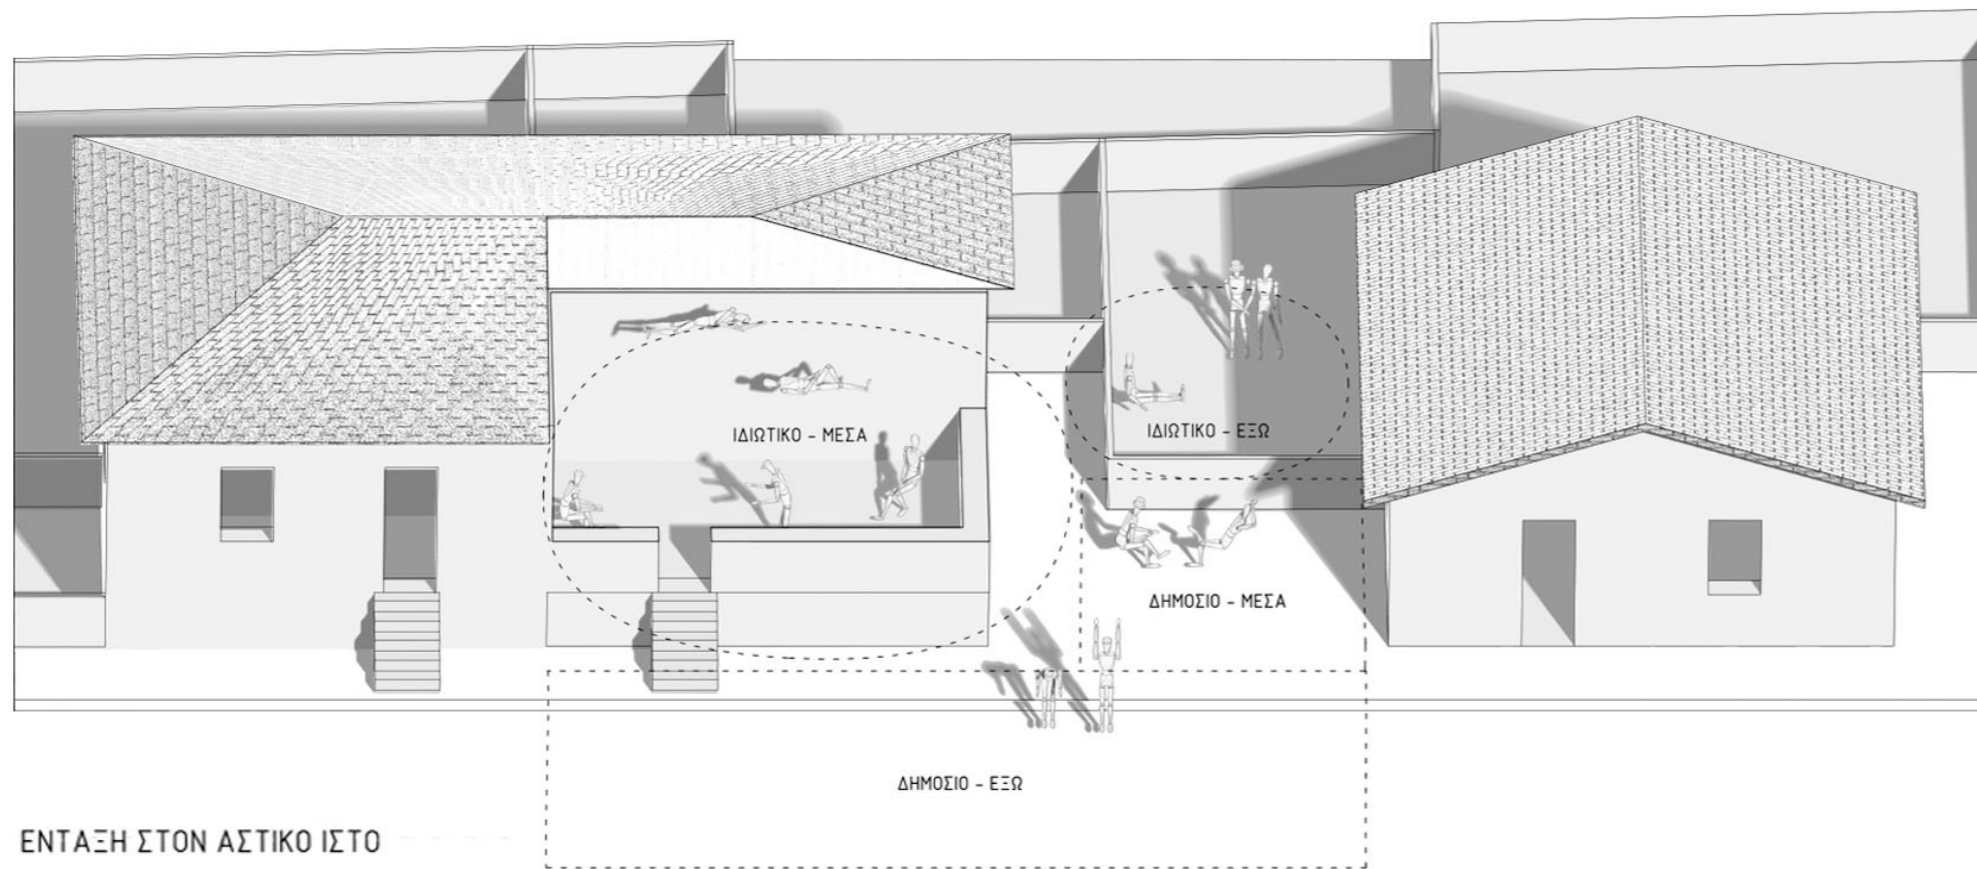 ΙΔΙΩΤΙΚΟ - ΜΕΣΑ
ΙΔΙΩΤΙΚΟ - ΕΞΩ
ΔΗΜΟΣΙΟ - ΜΕΣΑ
ΔΗΜΟΣΙΟ - ΕΞΩ
ΕΝΤΑΞΗ ΣΤΟΝ ΑΣΤΙΚΟ ΙΣΤΟ